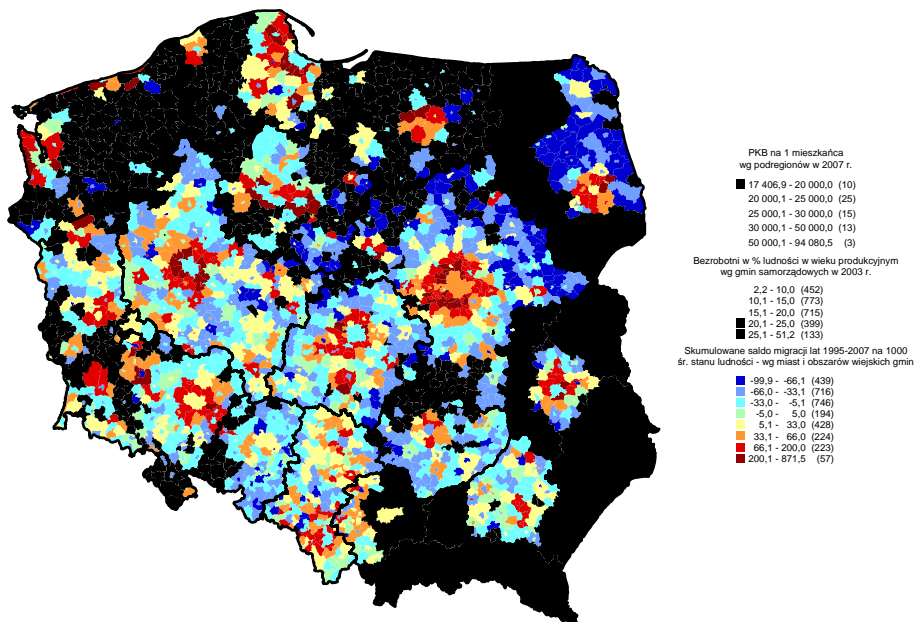 PKB na 1 mieszkańca
wg podregionów w 2007 r.
17 406,9 - 20 000,0 (10)
20 000,1 - 25 000,0 (25)
25 000,1 - 30 000,0 (15)
30 000,1 - 50 000,0 (13)
50 000,1 - 94 080,5 (3)
Bezrobotni w % ludności w wieku produkcyjnym
wg gmin samorządowych w 2003 r.
2,2 - 10,0 (452)
10,1 - 15,0 (773)
15,1 - 20,0 (715)
20,1 - 25,0 (399)
25,1 - 51,2 (133)
Skumulowane saldo migracji lat 1995-2007 na 1000
śr. stanu ludności - wg miast i obszarów wiejskich gmin
-99,9 - -66,1 (439)
-66,0 - -33,1 (716)
-33,0 - -5,1 (746)
-5,0 - 5,0 (194)
5,1 - 33,0 (428)
33,1 - 66,0 (224)
66,1 - 200,0 (223)
200,1 - 871,5 (57)